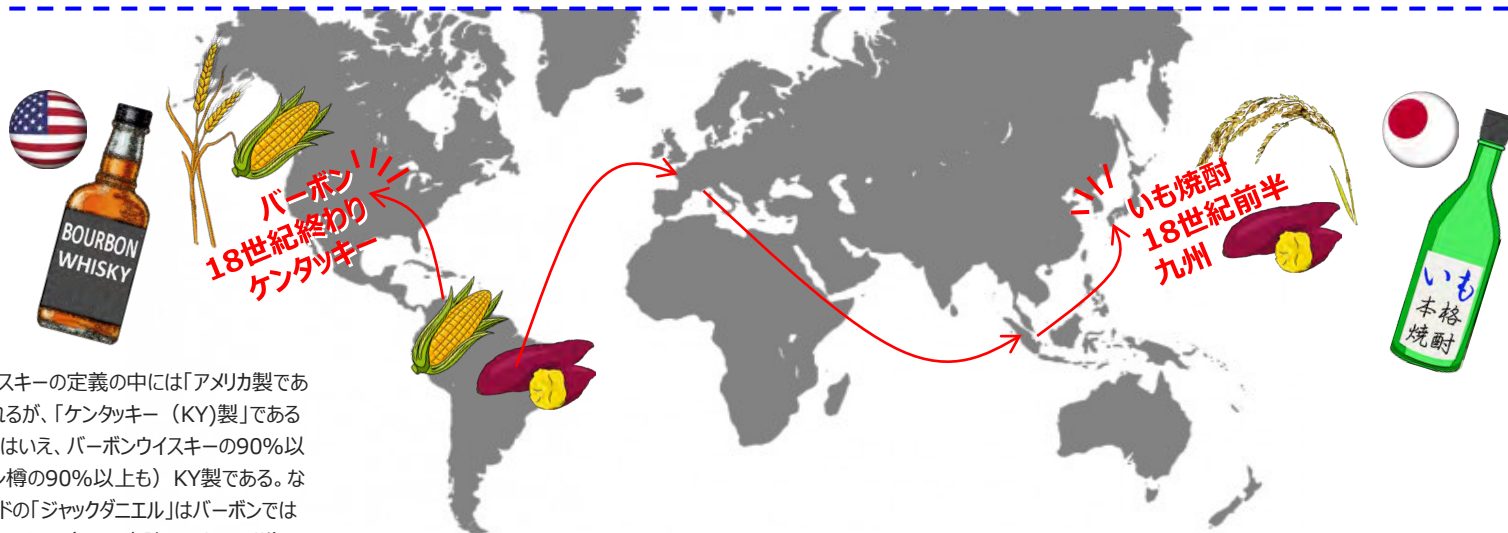 バーボン
18世紀終わり
ケンタッキー
BOURBON
WHISKY
いも焼酎
18世紀前半
九州
いも
本格
焼酎
スキーの定義の中には「アメリカ製であ
るが、「ケンタッキー（KY)製」である
はいえ、バーボンウイスキーの90%以
樽の90%以上も） KY製である。な
ドの「ジャックダニエル」はバーボンでは